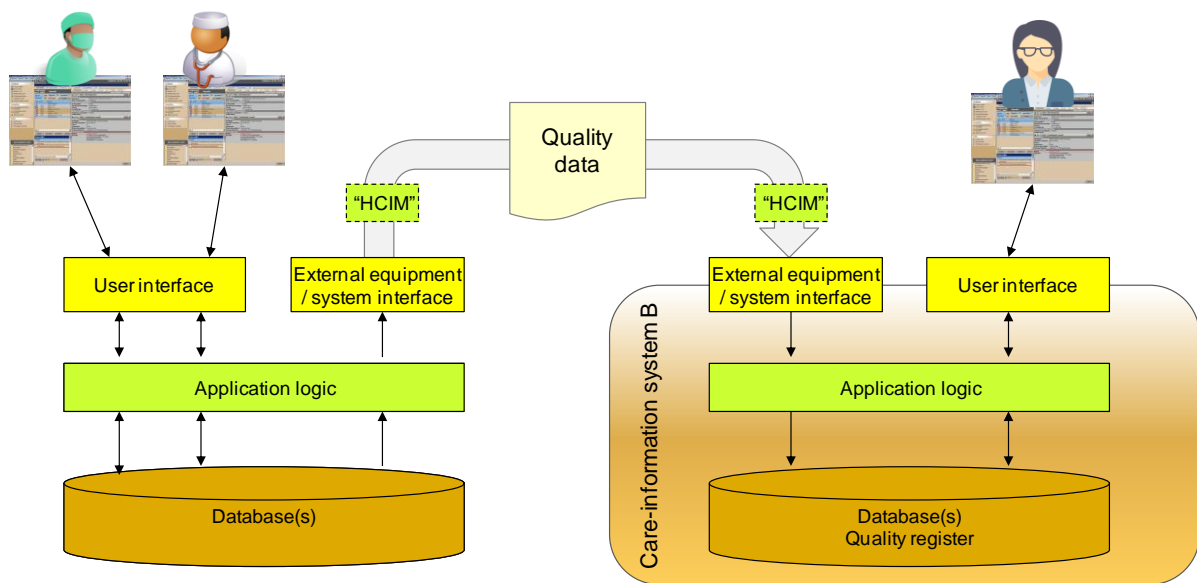 Quality
data
“HCIM”
“HCIM”
User interface
External equipment
/ system interface
External equipment
/ system interface
User interface
Application logic
Application logic
Care-information system B
Database(s)
Database(s)
Quality register